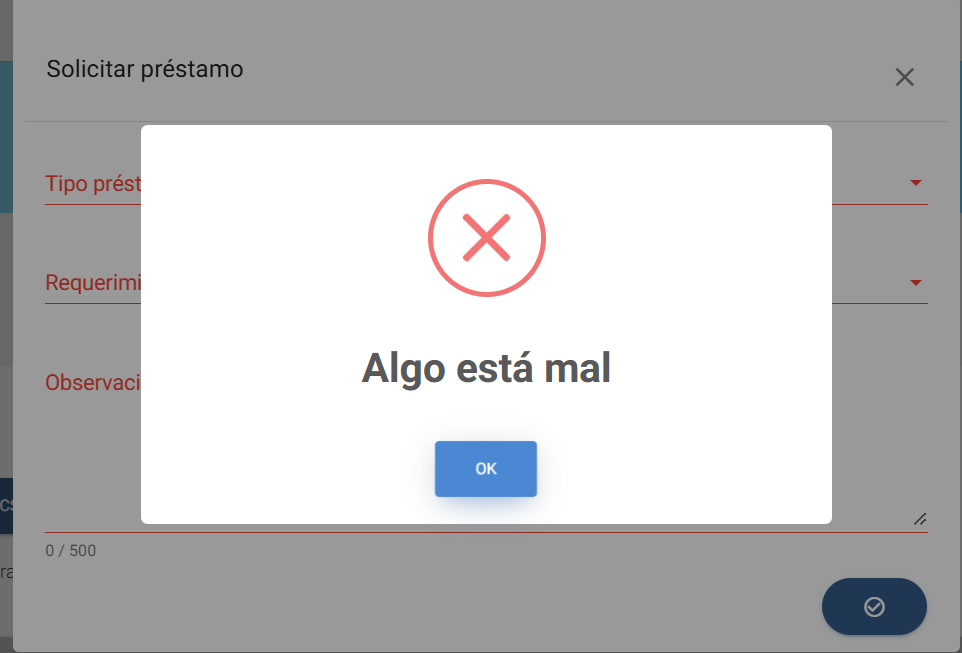 Solicitar préstamo
Tipo prést
Requerimi
Algo está mal
Observaci
OK
0 / 500